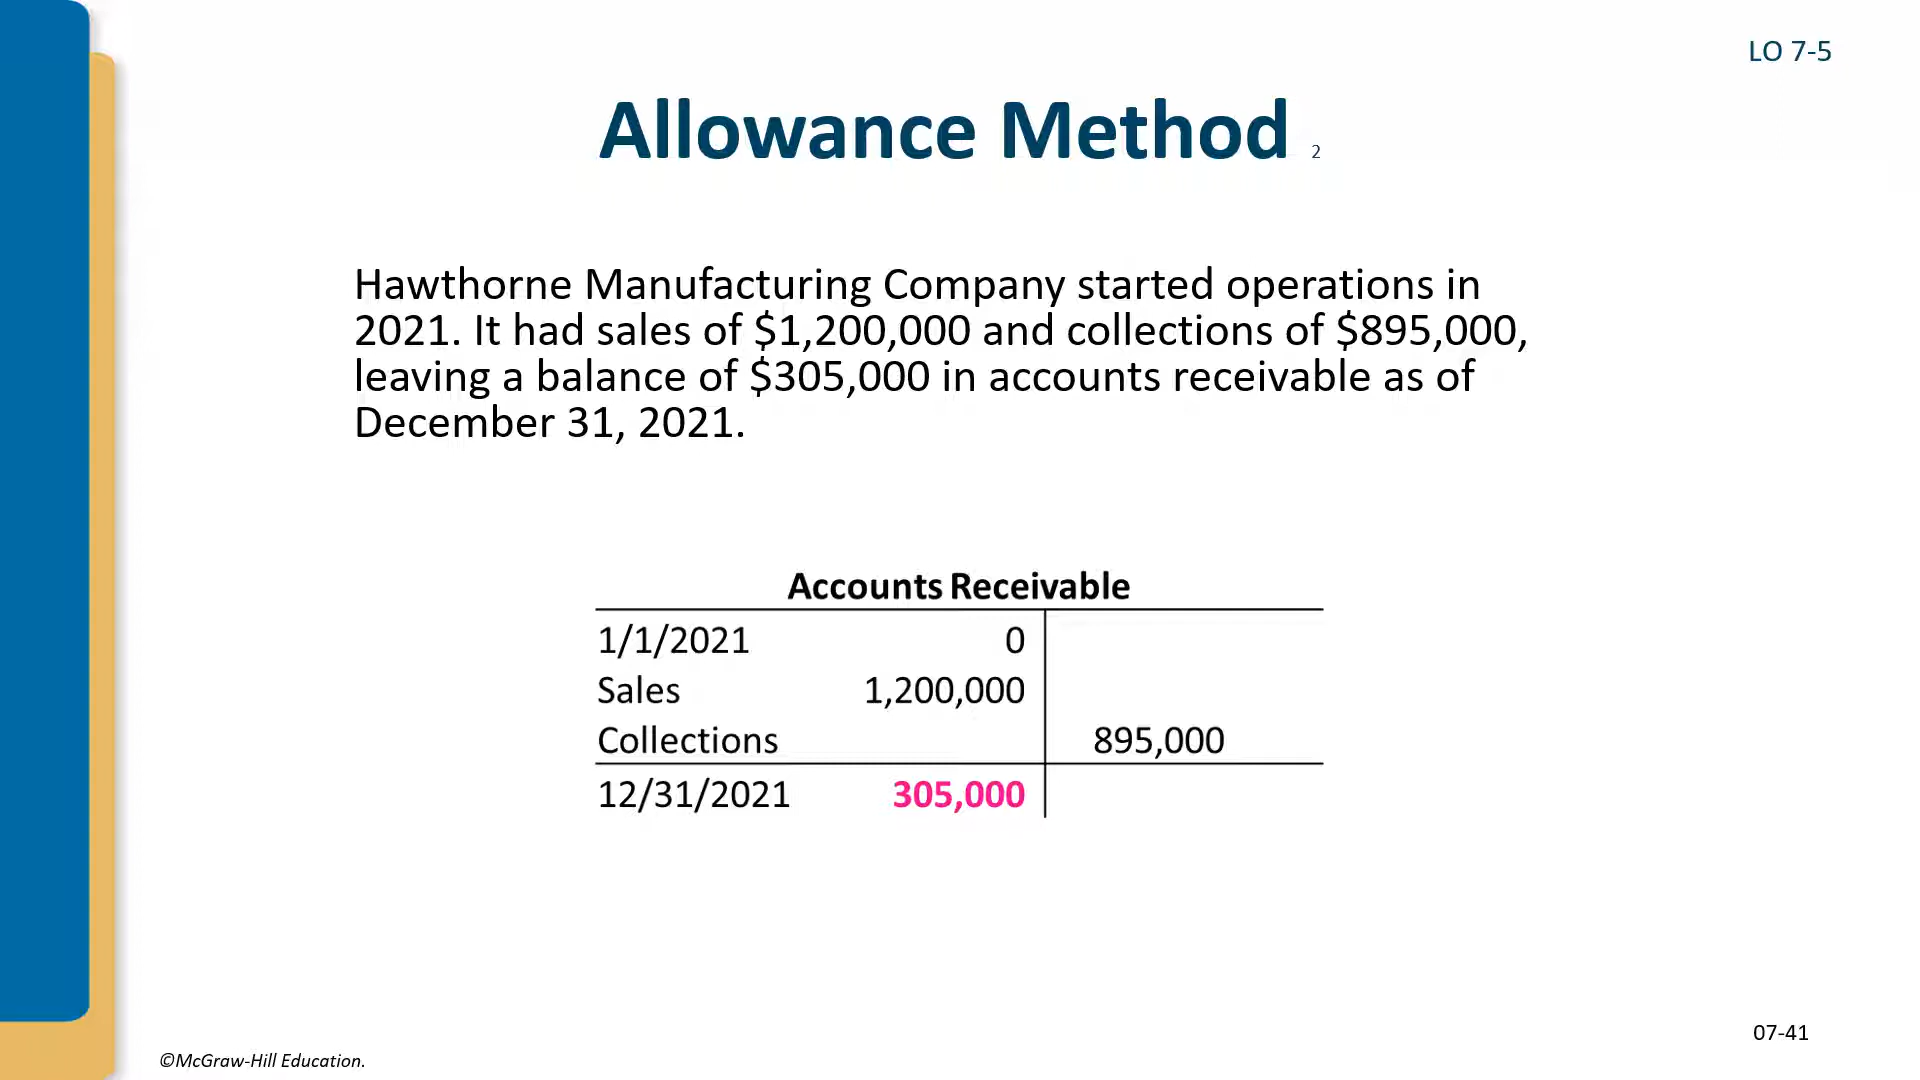 LO 7-5
Allowance Method 2
Hawthorne Manufacturing Company started operations in
2021. It had sales of $1,200,000 and collections of $895,000,
leaving a balance of $305,000 in accounts receivable as of
December 31, 2021.
Accounts Receivable
1/1/2021 0
Sales 1,200,000
Collections 895,000
12/31/2021 305,000
07-41
©McGraw-Hill Education.